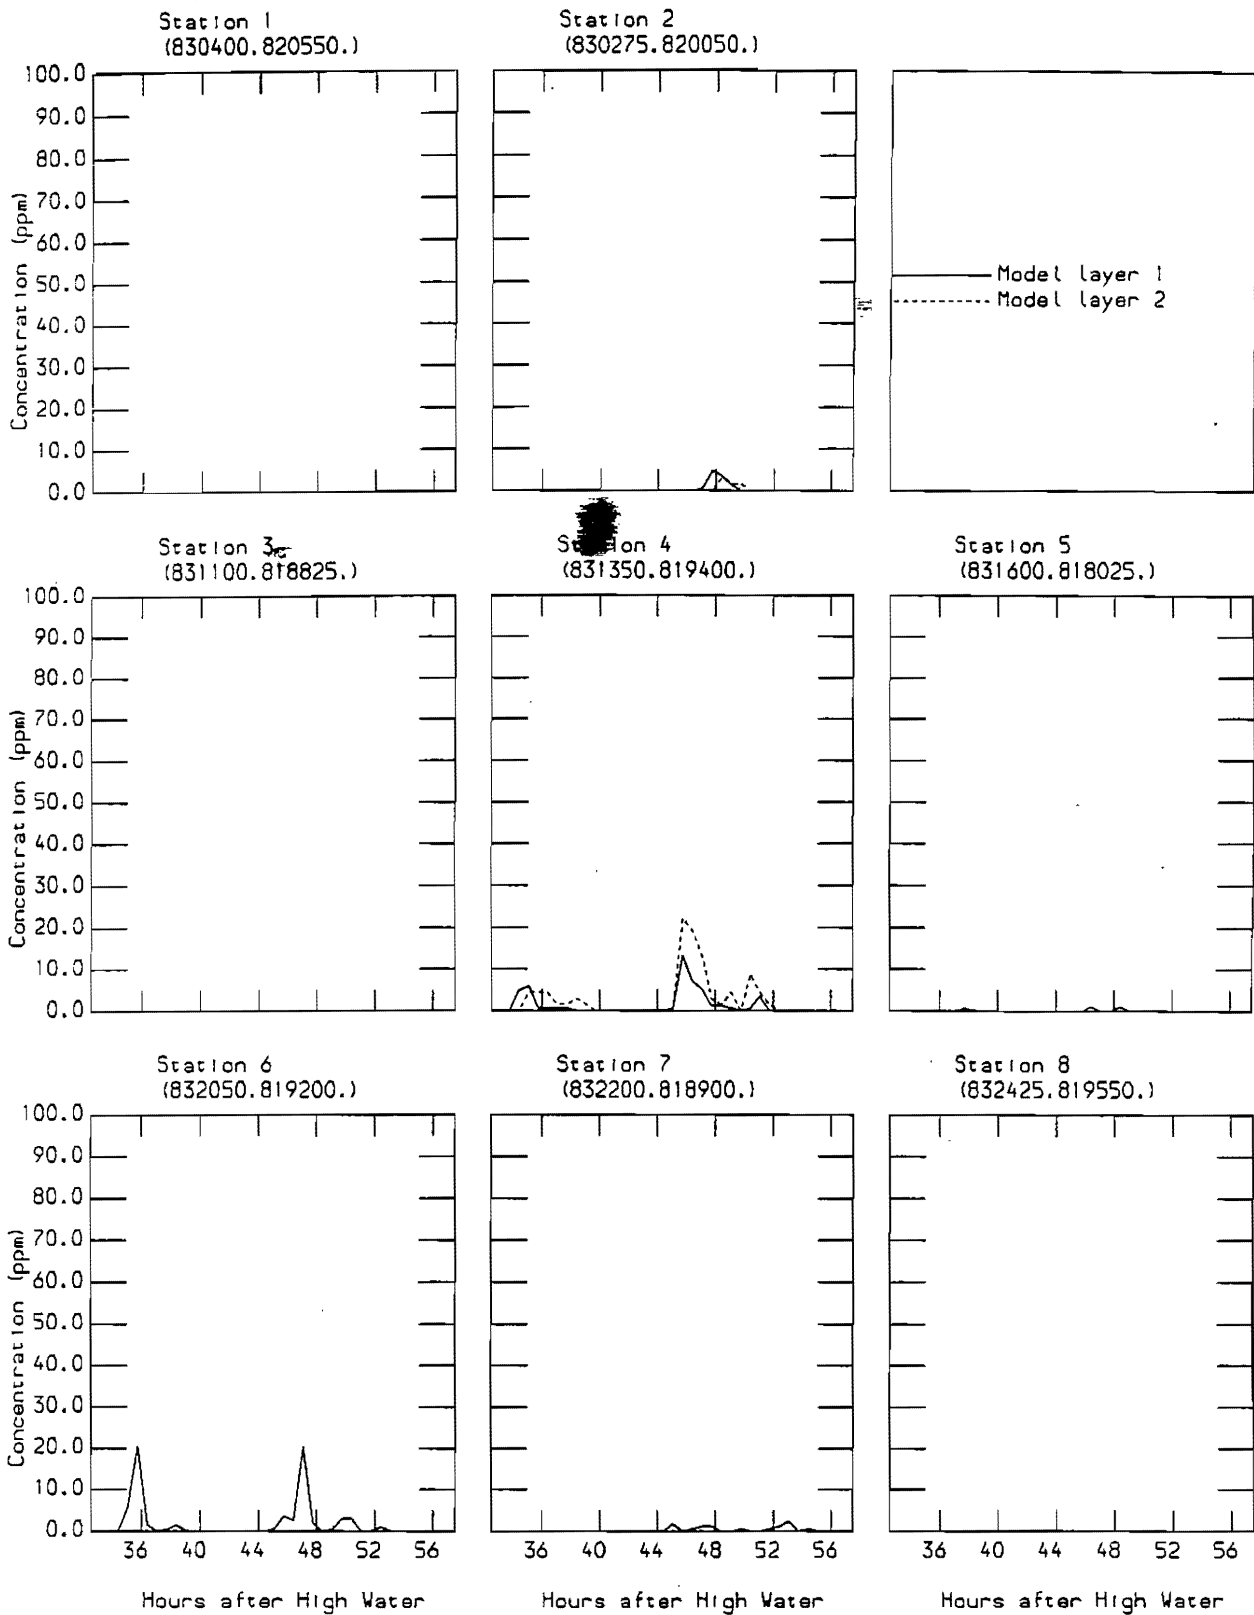 Station 1
(830400.820550.)
Station 2
(830275.820050.)
100.0
90.0
80.0
70.0
60.0
50.0
40.0
30.0
20.0
10.0
0.0
Concentration (ppm)
Model layer 1
Model layer 2
Station 3
(831100.818825.)
Station 4
(831350.819400.)
Station 5
(831600.818025.)
100.0
90.0
80.0
70.0
60.0
50.0
40.0
30.0
20.0
10.0
0.0
Concentration (ppm)
Station 6
(832050.819200.)
Station 7
(832200.818900.)
Station 8
(832425.819550.)
100.0
90.0
80.0
70.0
60.0
50.0
40.0
30.0
20.0
10.0
0.0
Concentration (ppm)
36 40 44 48 52 56
36 40 44 48 52 56
36 40 44 48 52 56
Hours after High Water
Hours after High Water
Hours after High Water